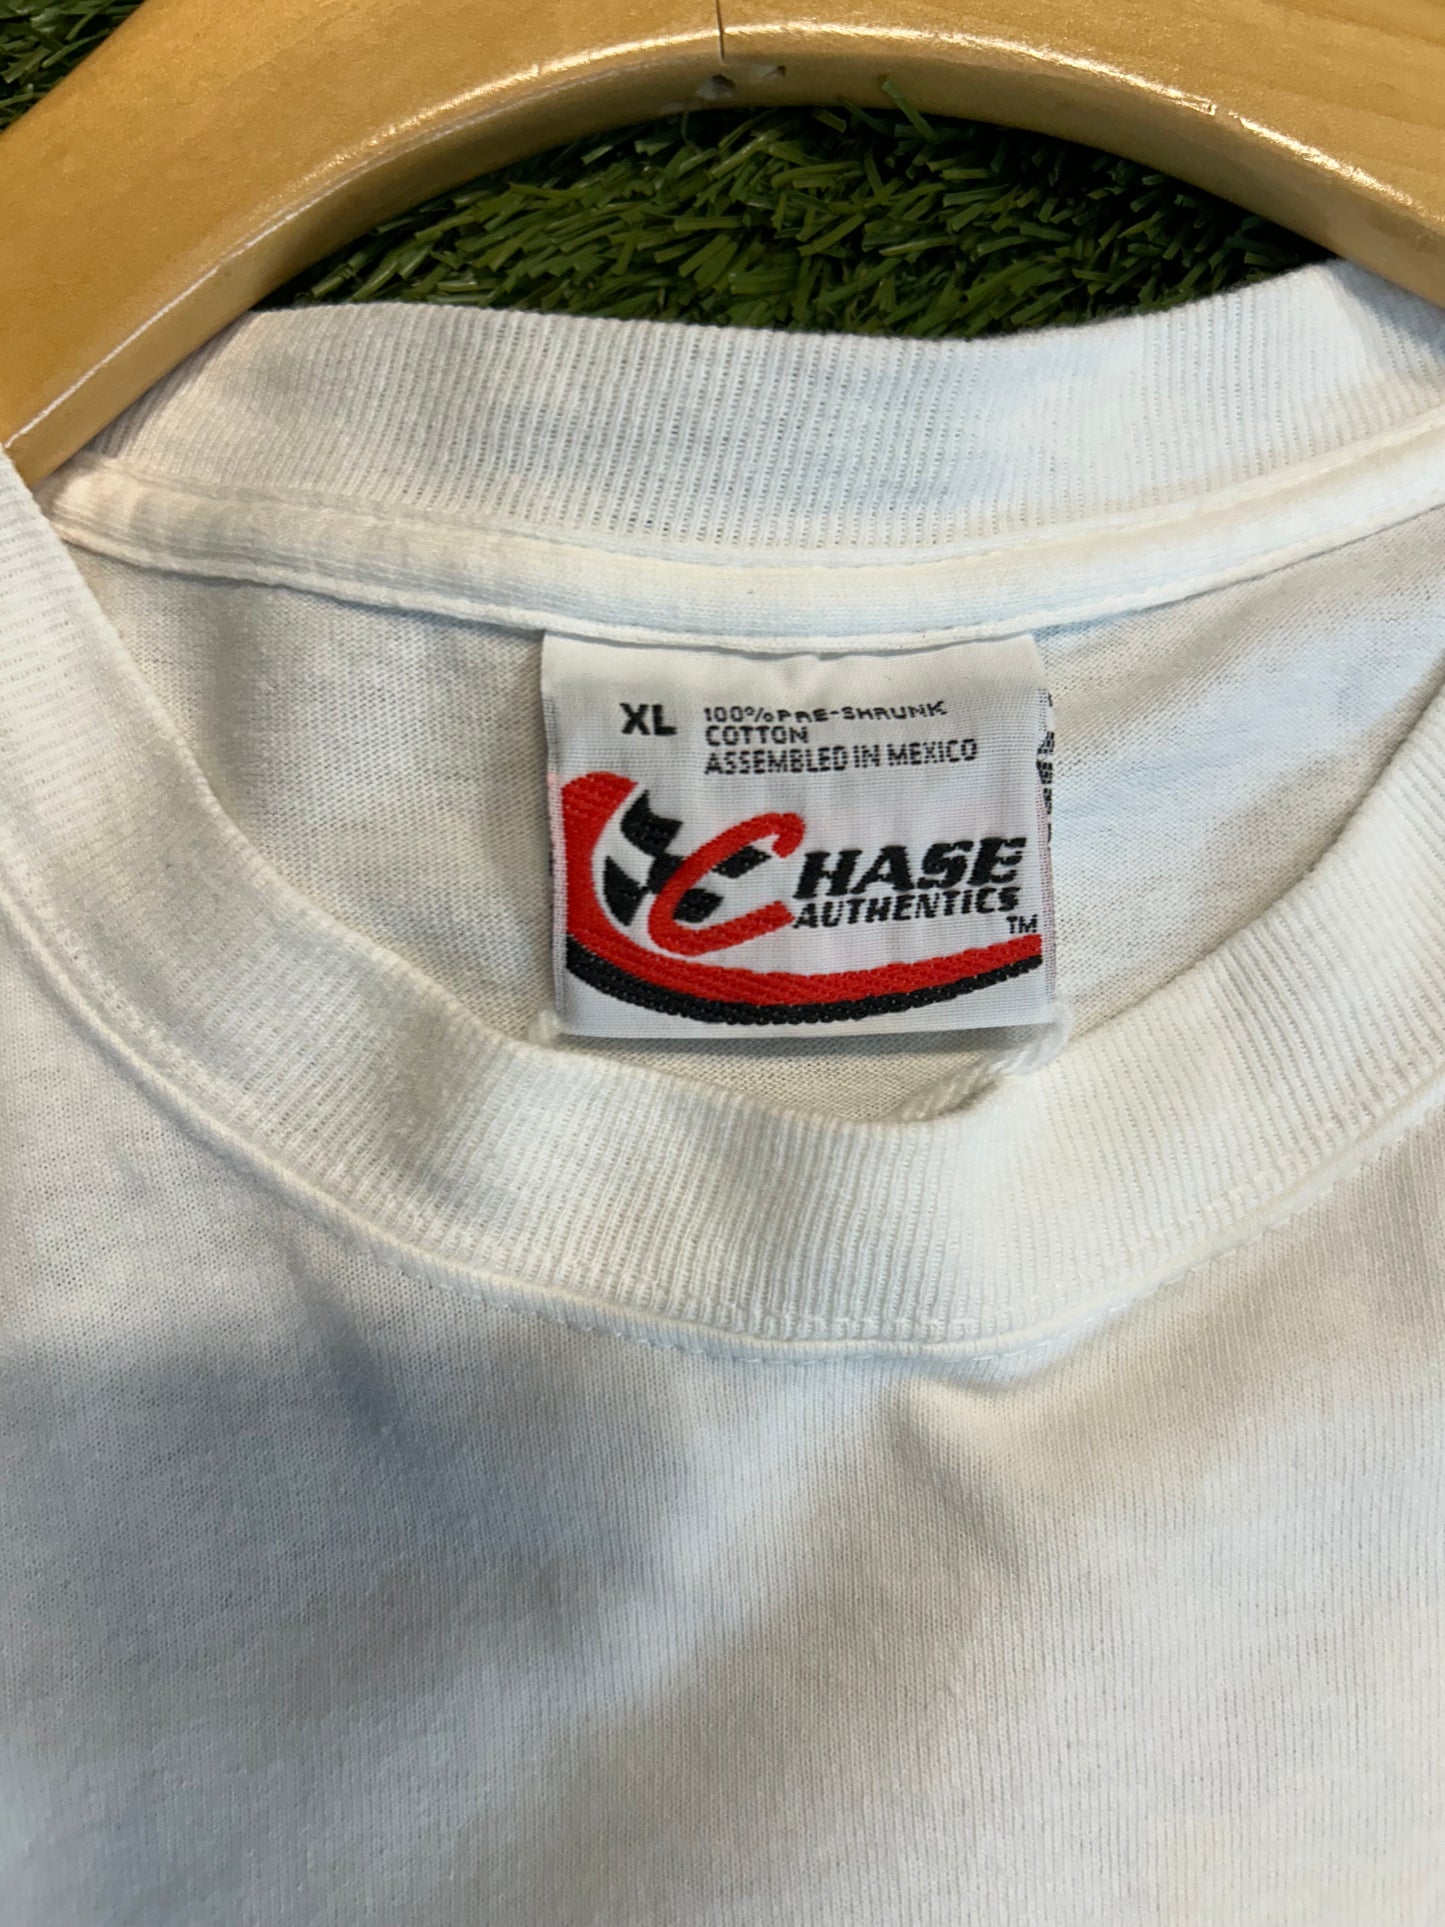 XL 100% PRE-SHRUNK
COTTON
ASSEMBLED IN MEXICO
CHASE
AUTHENTICS
TM